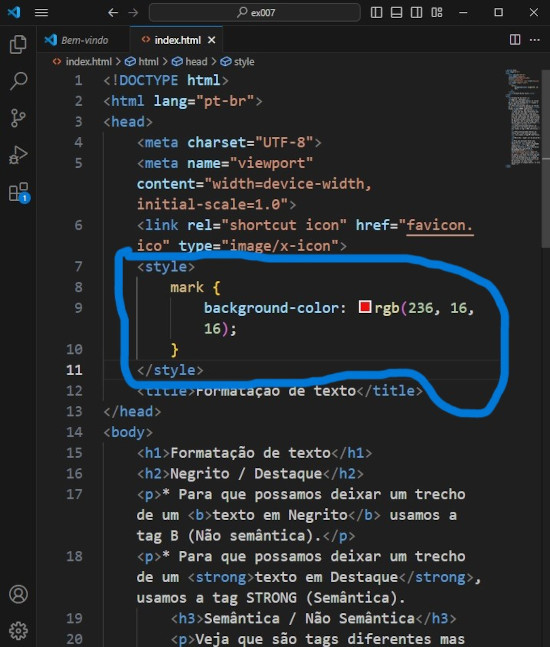 ex007
Bem-vindo
index.html
index.html > html > head > style
1 <!DOCTYPE html>
2 <html lang="pt-br">
3 <head>
4 <meta charset="UTF-8">
5 <meta name="viewport"
content="width=device-width,
initial-scale=1.0">
6 <link rel="shortcut icon" href="favicon.
ico" type="image/x-icon">
7 <style>
8 mark {
9 background-color: rgb(236, 16,
16);
10 }
11 </style>
12 <title>Formatação de texto</title>
13 </head>
14 <body>
15 <h1>Formatação de texto</h1>
16 <h2>Negrito / Destaque</h2>
17 <p>* Para que possamos deixar um trecho
de um <b>texto em Negrito</b> usamos a
tag B (Não semântica).</p>
18 <p>* Para que possamos deixar um trecho
de um <strong>texto em Destaque</strong>,
usamos a tag STRONG (Semântica).
19 <h3>Semântica / Não Semântica</h3>
20 <p>Veja que são tags diferentes mas
1